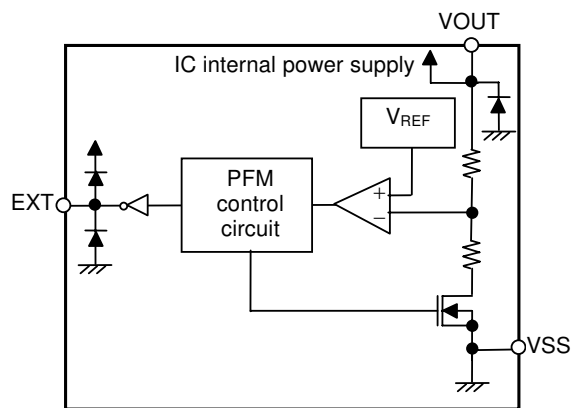 VOUT
IC internal power supply
VREF
EXT
PFM
control
circuit
+
−
VSS